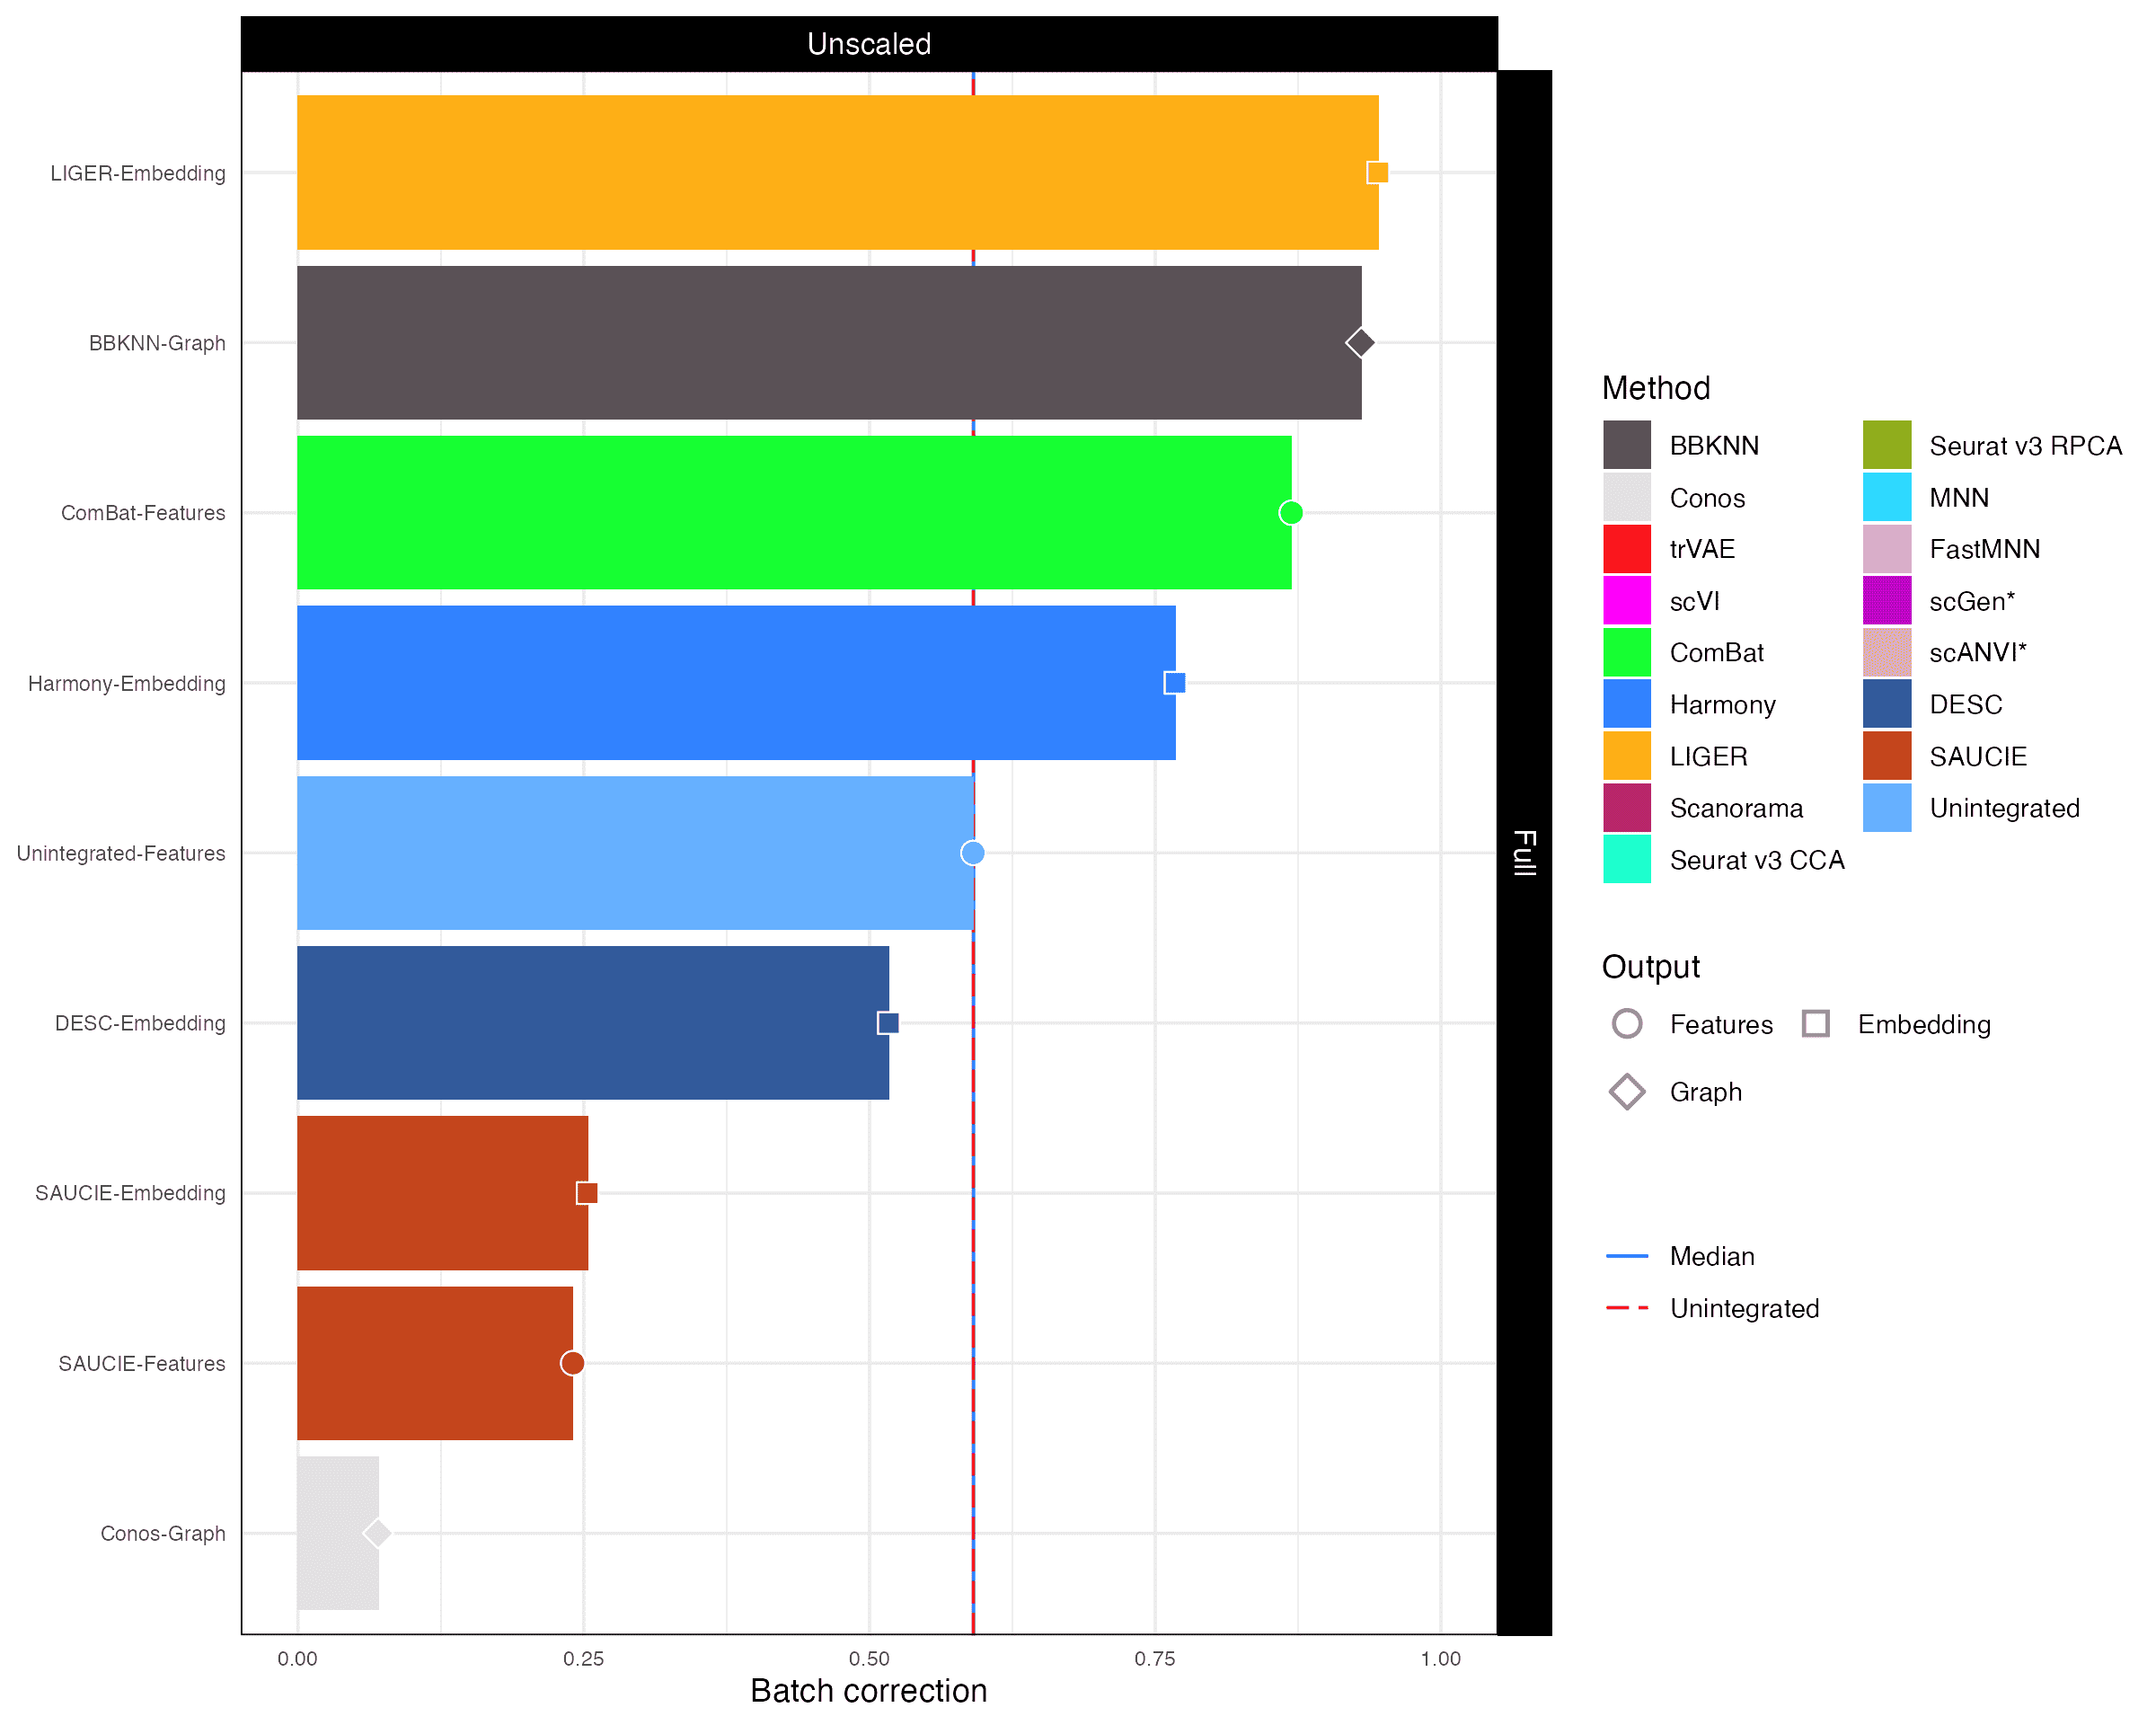 Unscaled
LIGER-Embedding
BBKNN-Graph
ComBat-Features
Harmony-Embedding
Unintegrated-Features
DESC-Embedding
SAUCIE-Embedding
SAUCIE-Features
Conos-Graph
0.00 0.25 0.50 0.75 1.00
Batch correction
Full
Method
BBKNN Seurat v3 RPCA
Conos MNN
trVAE FastMNN
scVI scGen*
ComBat scANVI*
Harmony DESC
LIGER SAUCIE
Scanorama Unintegrated
Seurat v3 CCA
Output
Features Embedding
Graph
Median
Unintegrated